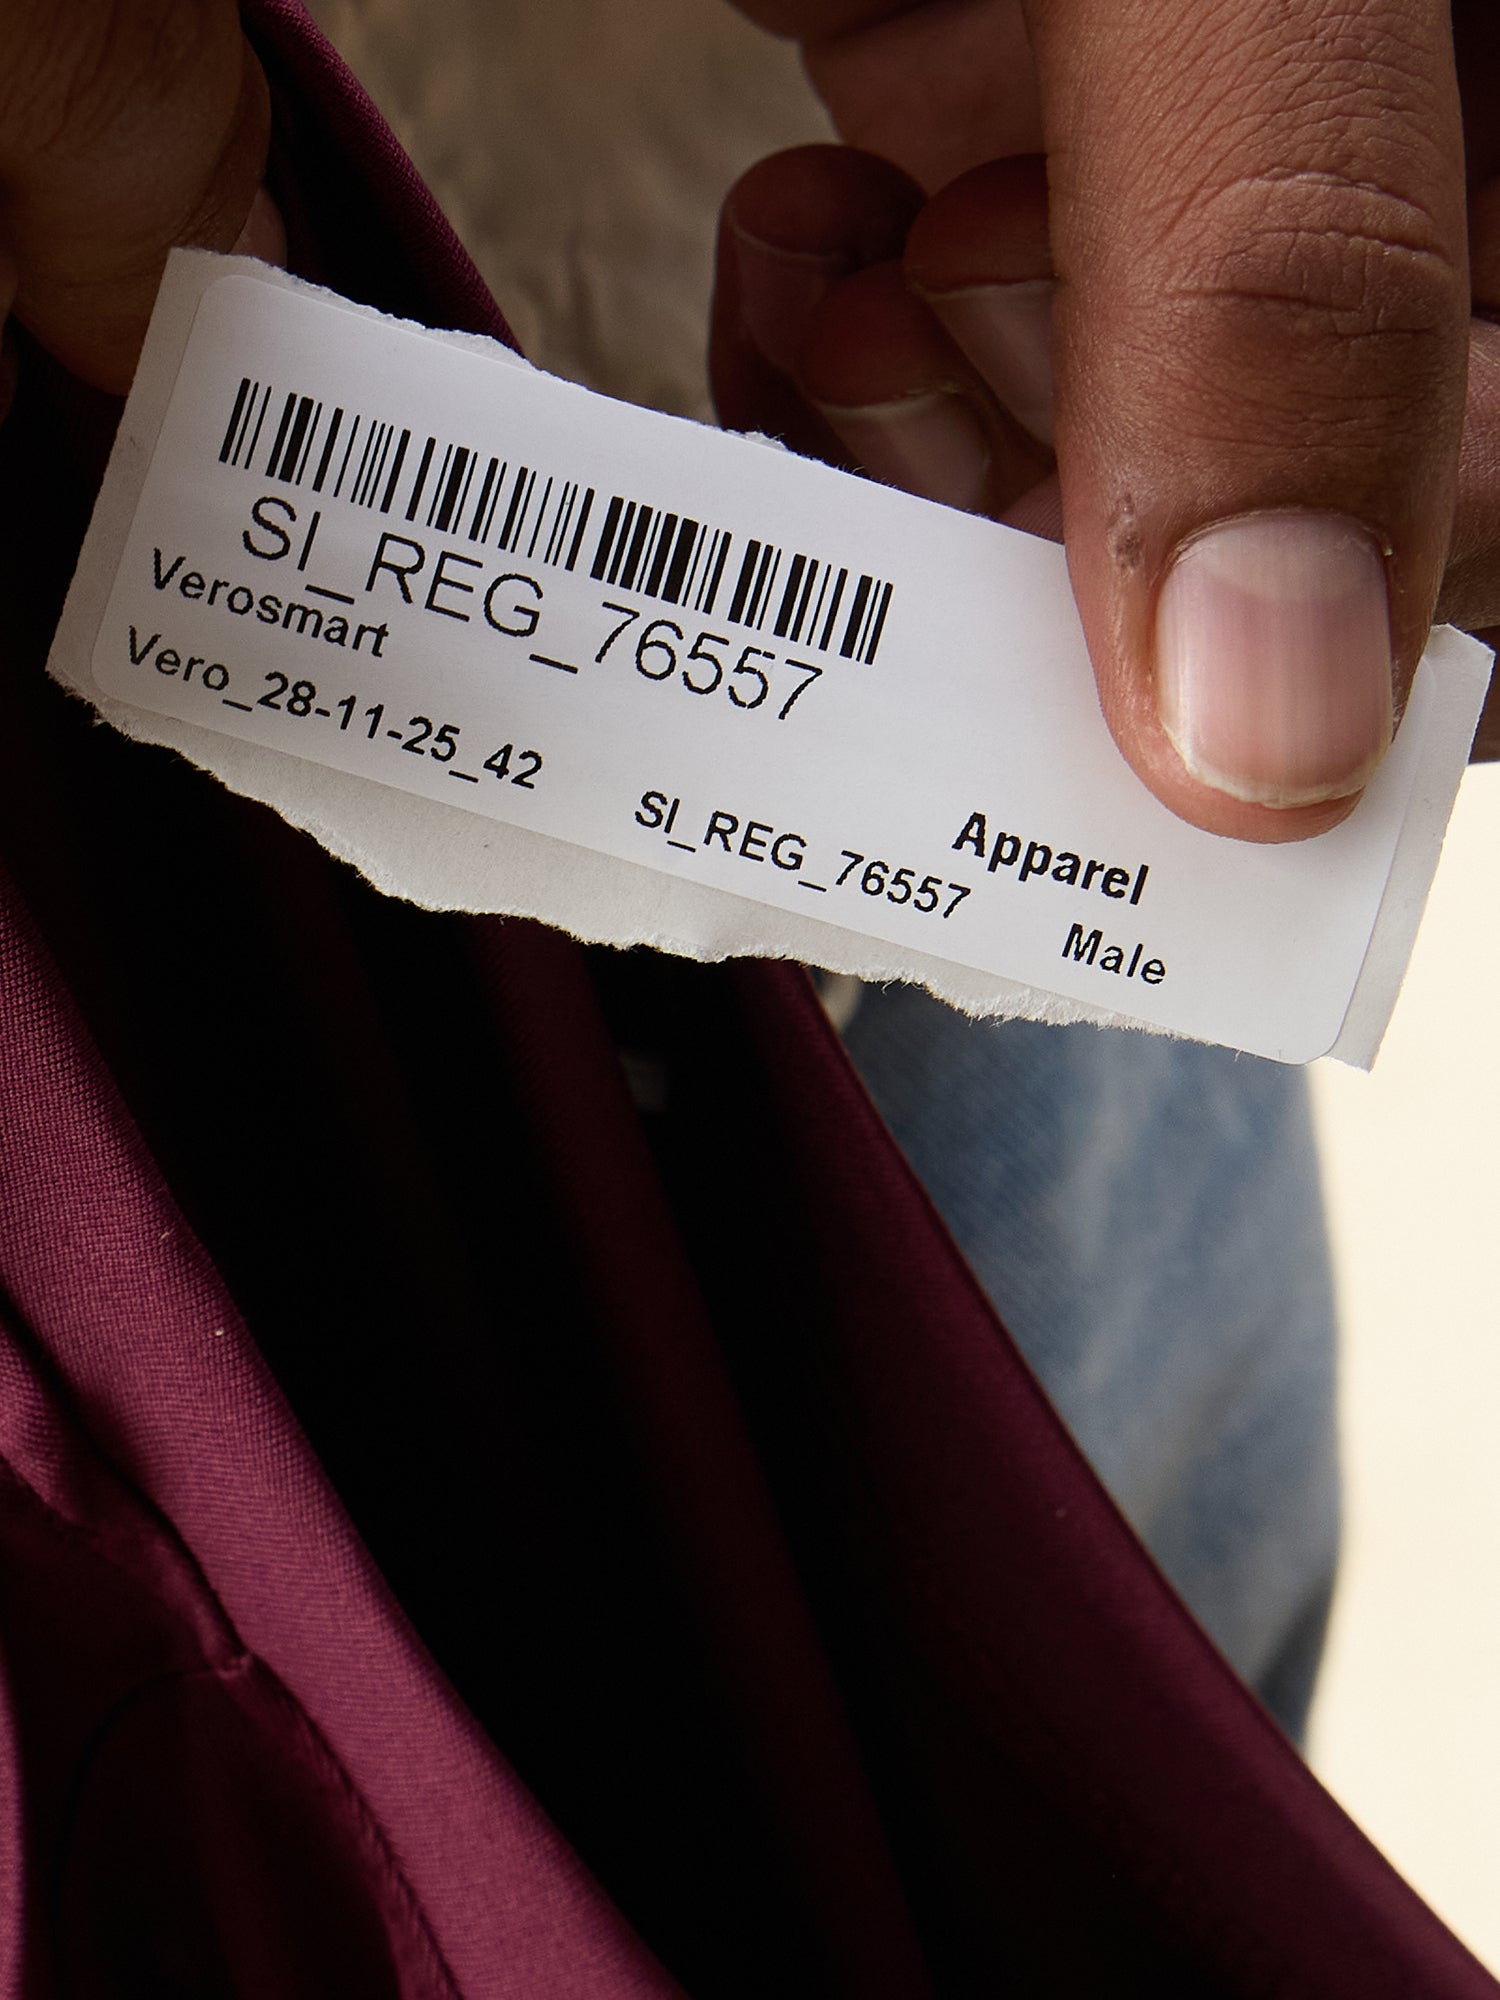 SI_REG_76557
Verosmart
Vero_28-11-25_42
SI_REG_76557
Apparel
Male